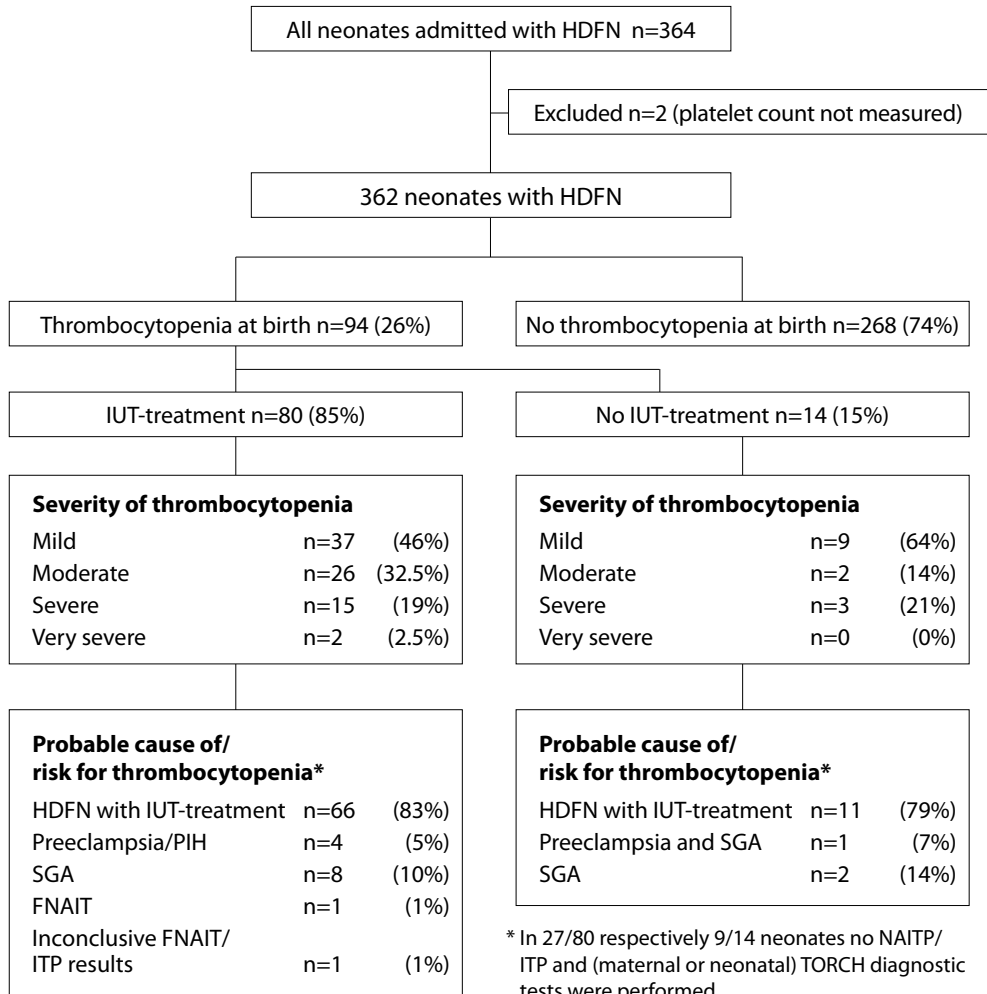 All neonates admitted with HDFN n=364
Excluded n=2 (platelet count not measured)
362 neonates with HDFN
Thrombocytopenia at birth n=94 (26%)
No thrombocytopenia at birth n=268 (74%)
IUT-treatment n=80 (85%)
No IUT-treatment n=14 (15%)
Severity of thrombocytopenia
Mild n=37 (46%)
Moderate n=26 (32.5%)
Severe n=15 (19%)
Very severe n=2 (2.5%)
Severity of thrombocytopenia
Mild n=9 (64%)
Moderate n=2 (14%)
Severe n=3 (21%)
Very severe n=0 (0%)
Probable cause of/
risk for thrombocytopenia*
HDFN with IUT-treatment n=66 (83%)
Preeclampsia/PIH n=4 (5%)
SGA n=8 (10%)
FNAIT n=1 (1%)
Inconclusive FNAIT/
ITP results n=1 (1%)
Probable cause of/
risk for thrombocytopenia*
HDFN with IUT-treatment n=11 (79%)
Preeclampsia and SGA n=1 (7%)
SGA n=2 (14%)
* In 27/80 respectively 9/14 neonates no NAITP/
ITP and (maternal or neonatal) TORCH diagnostic
tests were performed